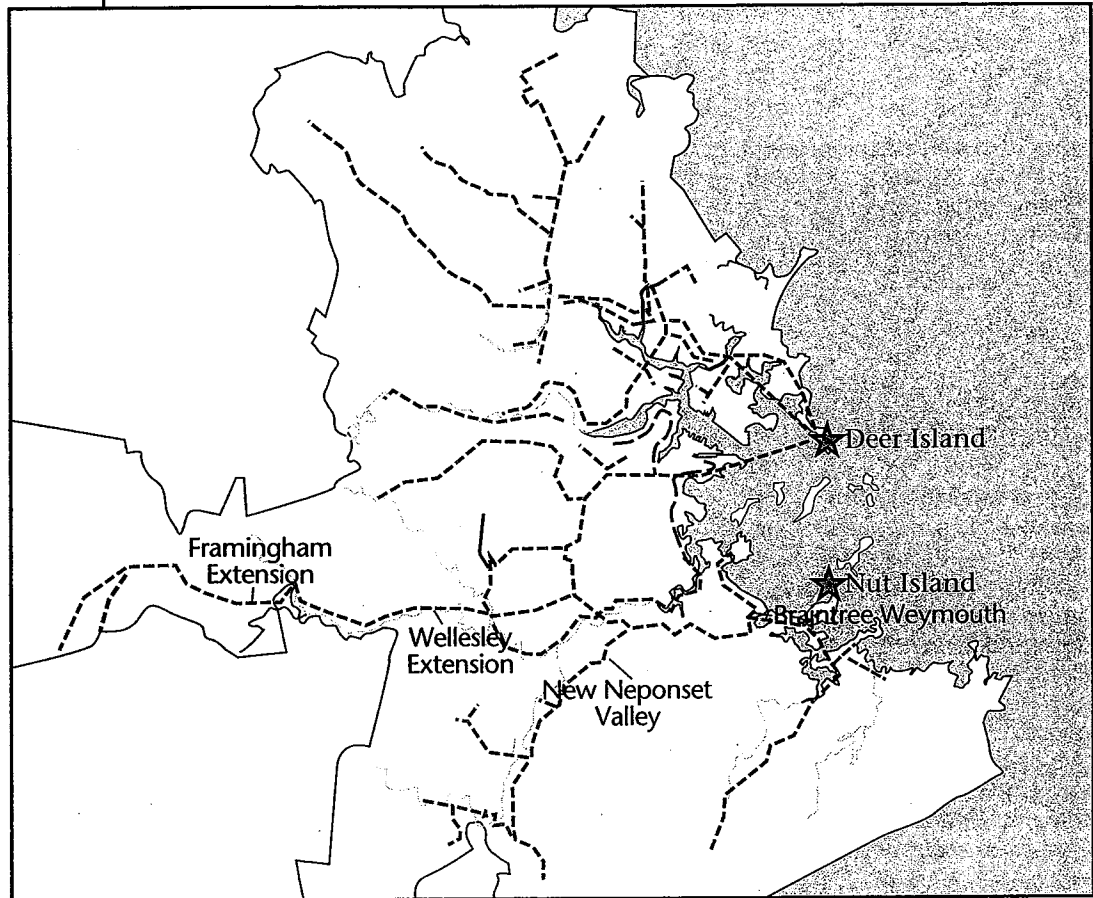 Deer Island
Framingham
Extension
Nut Island
Braintree-Weymouth
Wellesley
Extension
New Neponset
Valley